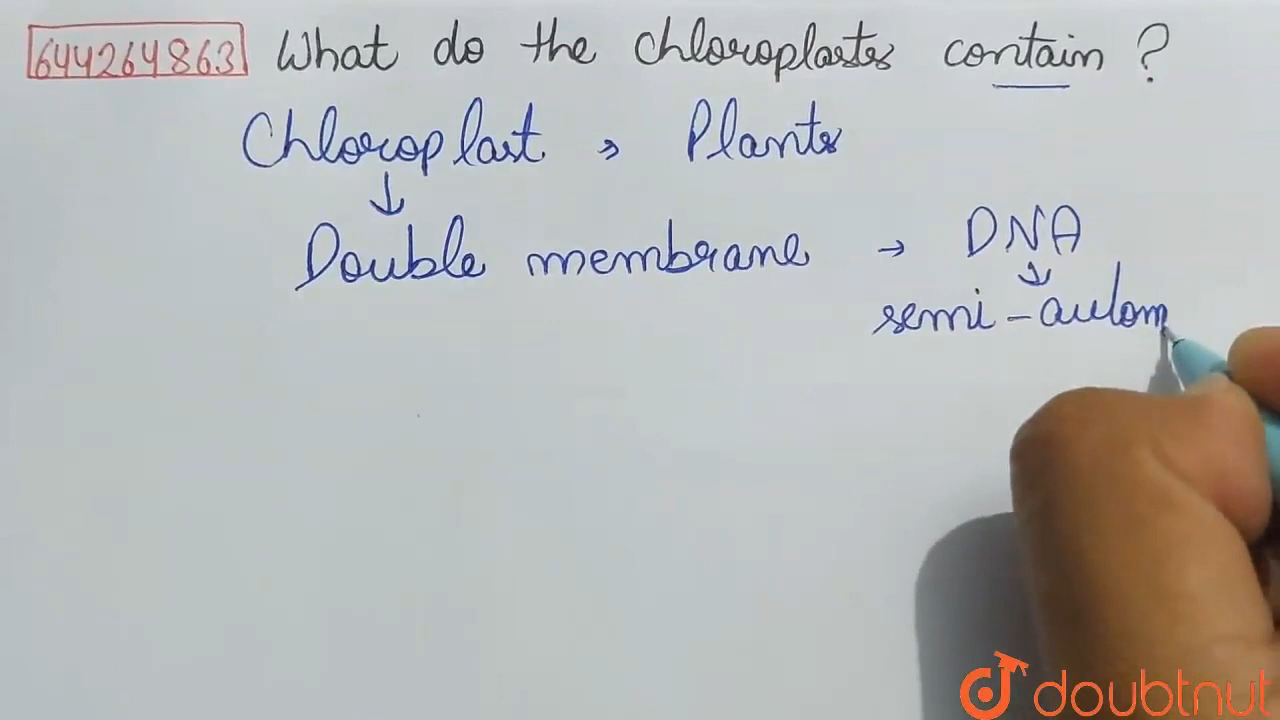 644264863 What do the chloroplasts contain ?
Chloroplast → Plants
↓
Double membrane → DNA
↓
semi-autom
doubtnut